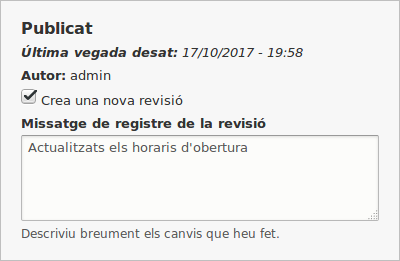 Publicat
Última vegada desat: 17/10/2017 - 19:58
Autor: admin
Crea una nova revisió
Missatge de registre de la revisió
Actualitzats els horaris d'obertura
Descriviu breument els canvis que heu fet.